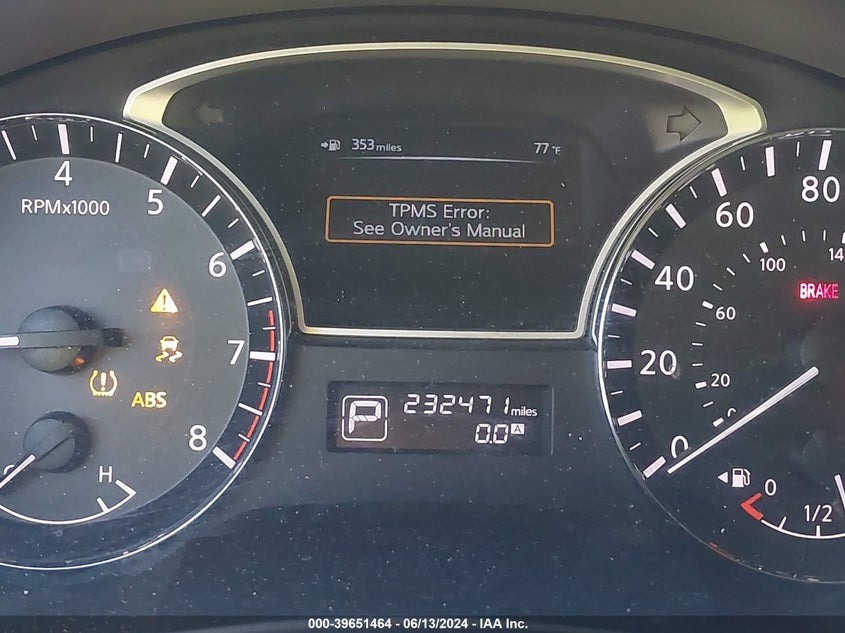 353 miles 77 °F
TPMS Error:
See Owner's Manual
4
5
6
7
8
RPMx1000
ABS
H
P
232471 miles
0.0 A
0
20
40
60
80
20
60
100
BRAKE
0
1/2
000-39651464 - 06/13/2024 - IAA Inc.